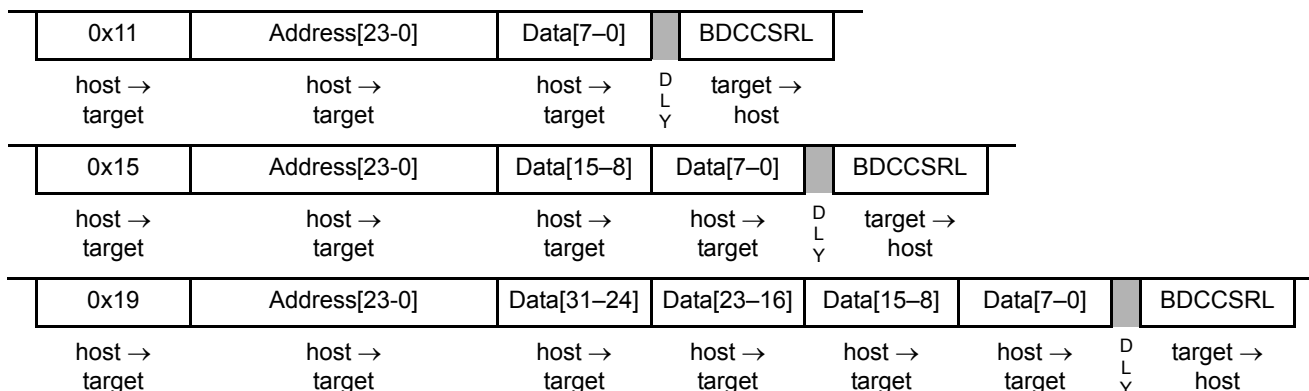 0x11 Address[23-0] Data[7–0] BDCCSRL
host → host → host → D L Y target →
target target target host
0x15 Address[23-0] Data[15–8] Data[7–0] BDCCSRL
host → host → host → host → D L Y target →
target target target target host
0x19 Address[23-0] Data[31–24] Data[23–16] Data[15–8] Data[7–0] BDCCSRL
host → host → host → host → host → host → D L Y target →
target target target target target target host